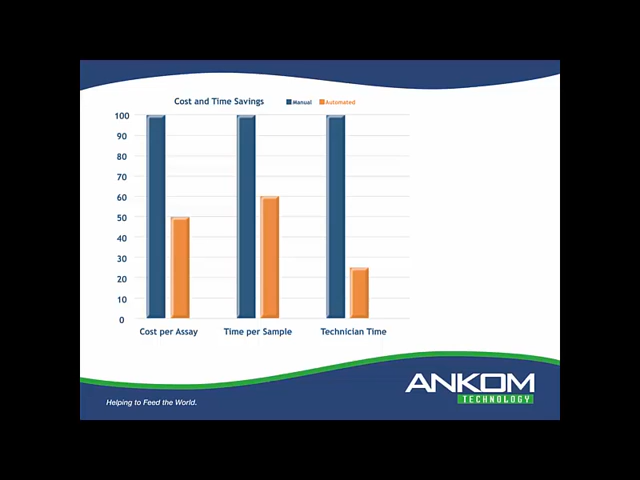 Cost and Time Savings
Manual
Automated
100
90
80
70
60
50
40
30
20
10
0
Cost per Assay
Time per Sample
Technician Time
Helping to Feed the World.
ANKOM
TECHNOLOGY